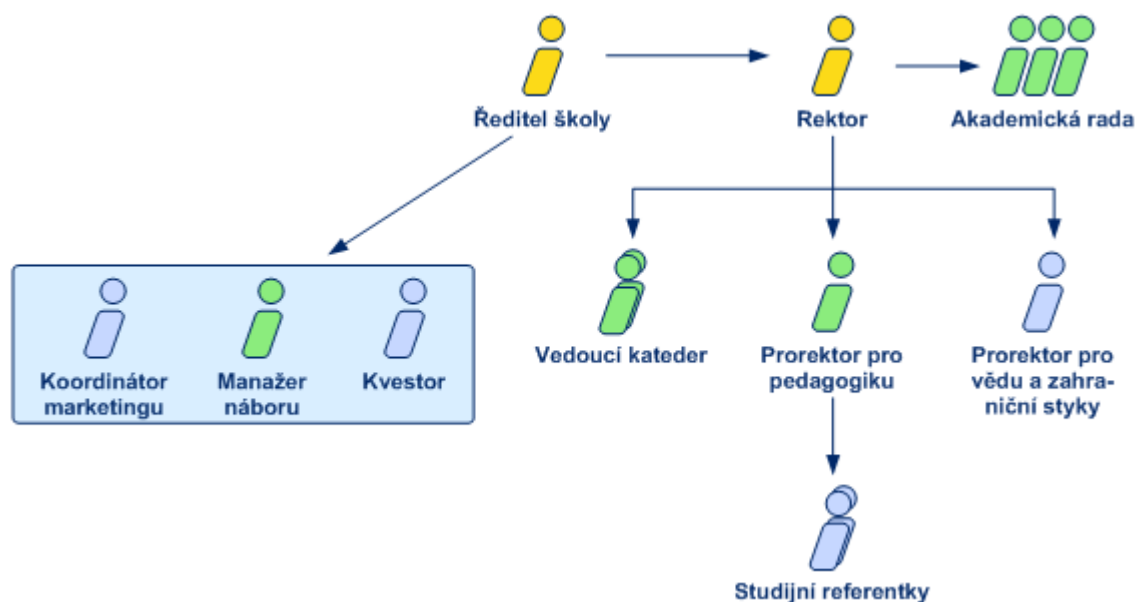 Ředitel školy
Rektor
Akademická rada
Koordinátor
marketingu
Manažer
náboru
Kvestor
Vedoucí kateder
Prorektor pro
pedagogiku
Prorektor pro
vědu a zahra-
niční styky
Studijní referentky